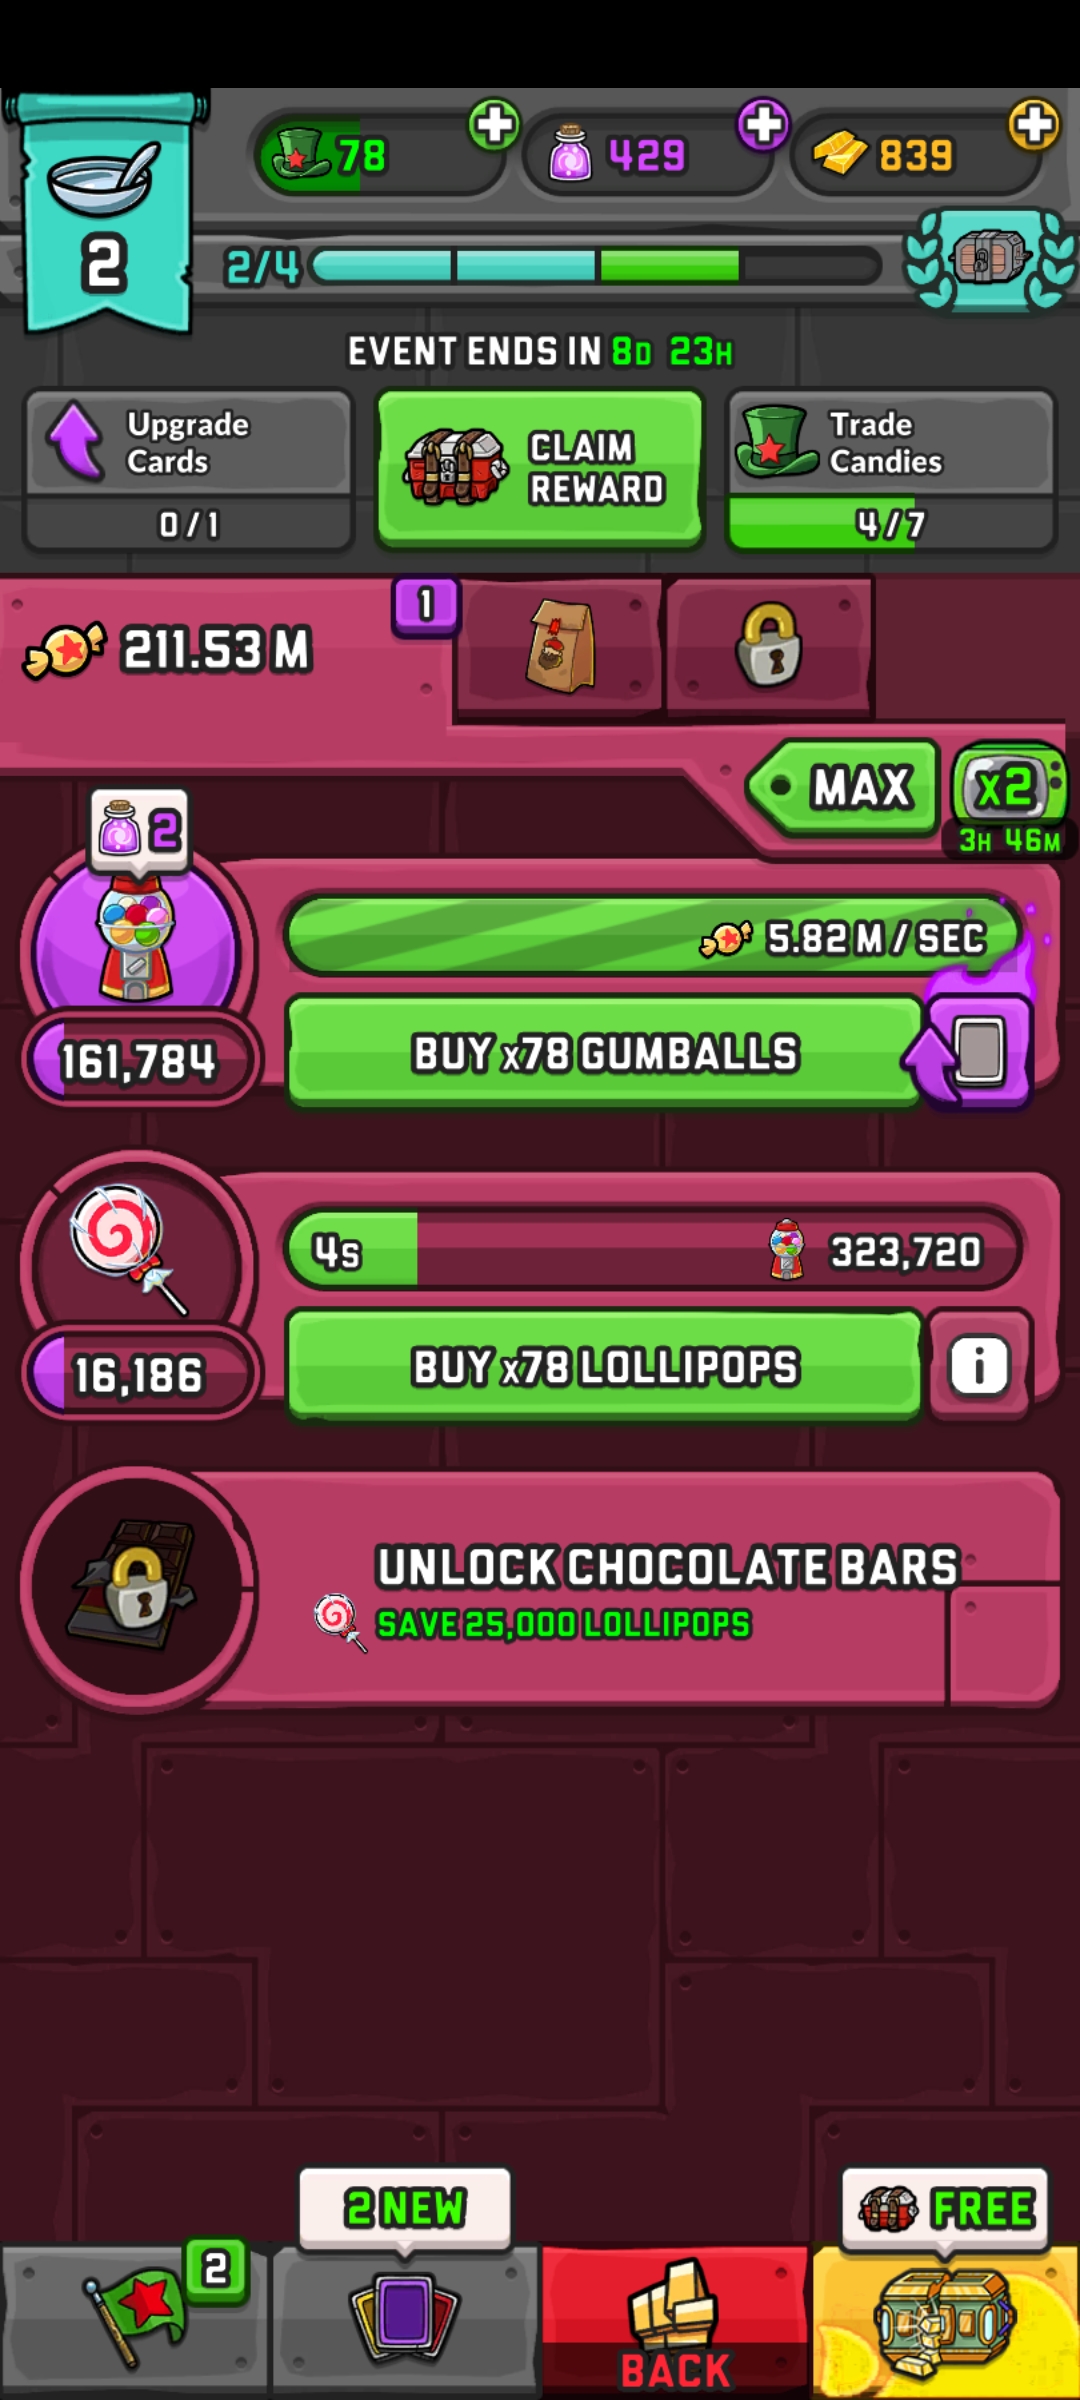 78
429
839
2
2/4
EVENT ENDS IN 8D 23H
Upgrade
Cards
0/1
CLAIM
REWARD
Trade
Candies
4/7
211.53 M
1
MAX
x2
3H 46M
2
5.82 M / SEC
161,784
BUY x78 GUMBALLS
4s
323,720
16,186
BUY x78 LOLLIPOPS
i
UNLOCK CHOCOLATE BARS
SAVE 25,000 LOLLIPOPS
2 NEW
FREE
2
BACK